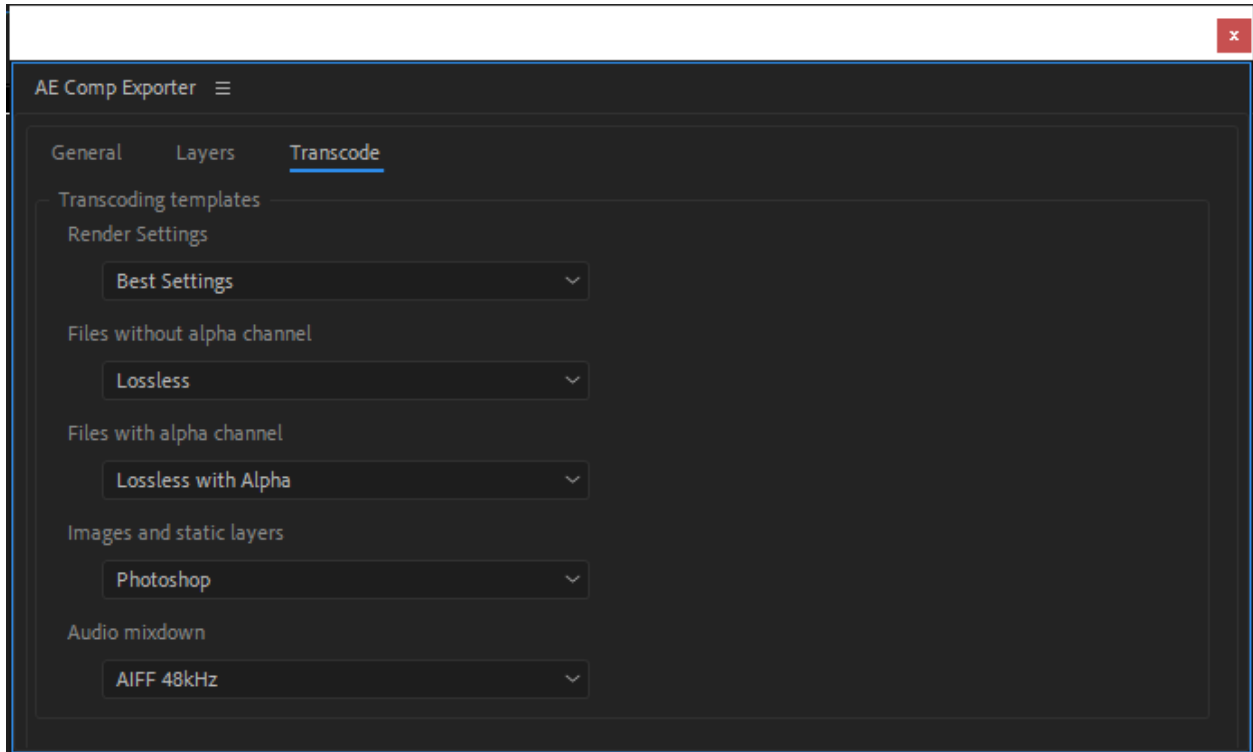 x
AE Comp Exporter ☰
General Layers Transcode
Transcoding templates
Render Settings
Best Settings
Files without alpha channel
Lossless
Files with alpha channel
Lossless with Alpha
Images and static layers
Photoshop
Audio mixdown
AIFF 48kHz